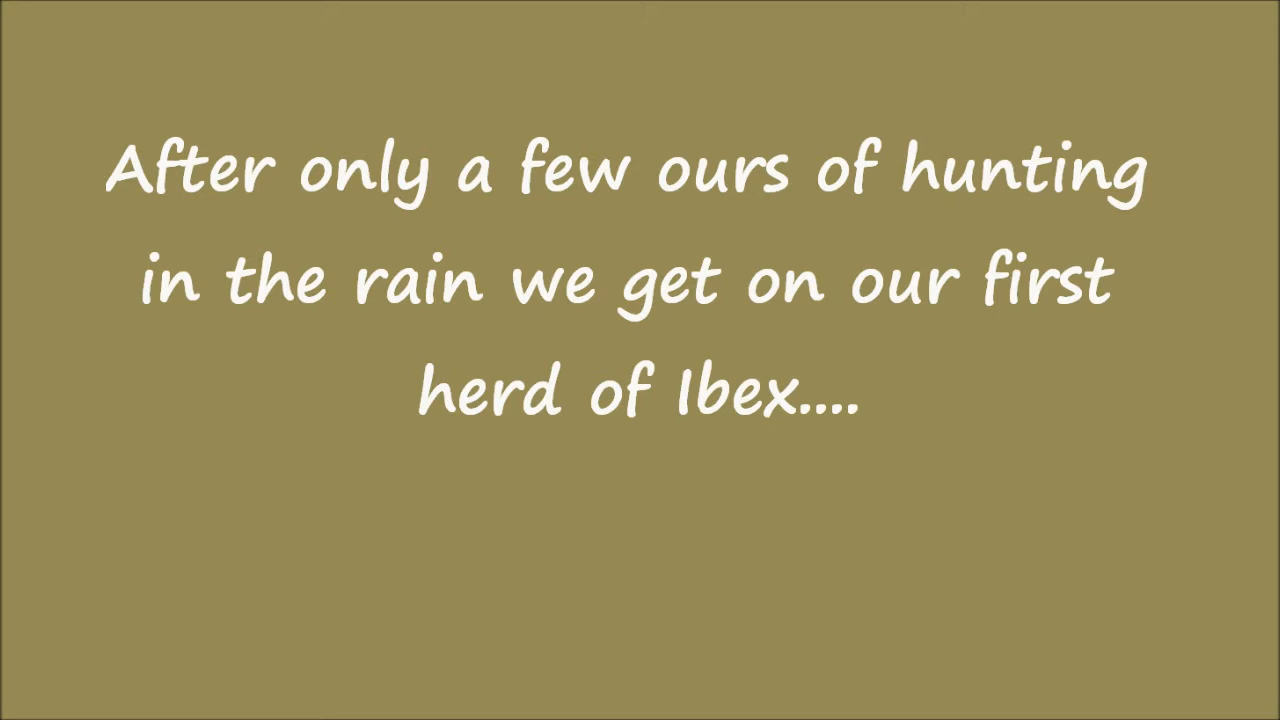 After only a few ours of hunting
in the rain we get on our first
herd of Ibex....